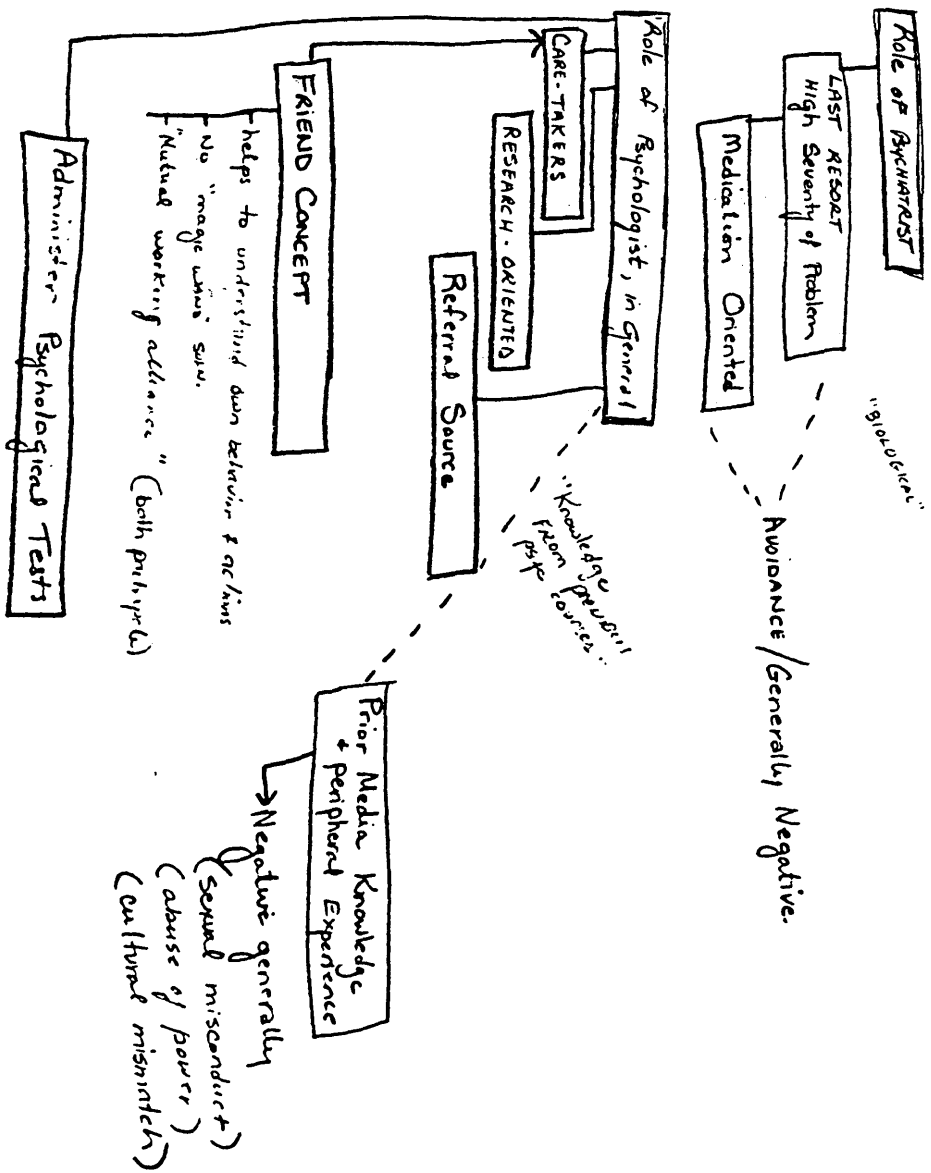 Role of PSYCHIATRIST
LAST RESORT
HIGH Severity of Problem
Medication Oriented
"BIOLOGICAL"
AVOIDANCE/Generally Negative.
Role of Psychologist, in General
CARE-TAKERS
RESEARCH-ORIENTED
Referral Source
"Knowledge
FROM previous
psyc courses"
Prior Media Knowledge
+ peripheral Experience
Negative generally
(sexual misconduct)
(abuse of power)
(cultural mismatch)
FRIEND CONCEPT
- helps to understand own behavior & actions
- No "magic wand"
- "Mutual working alliance" (both
Administer Psychological Tests